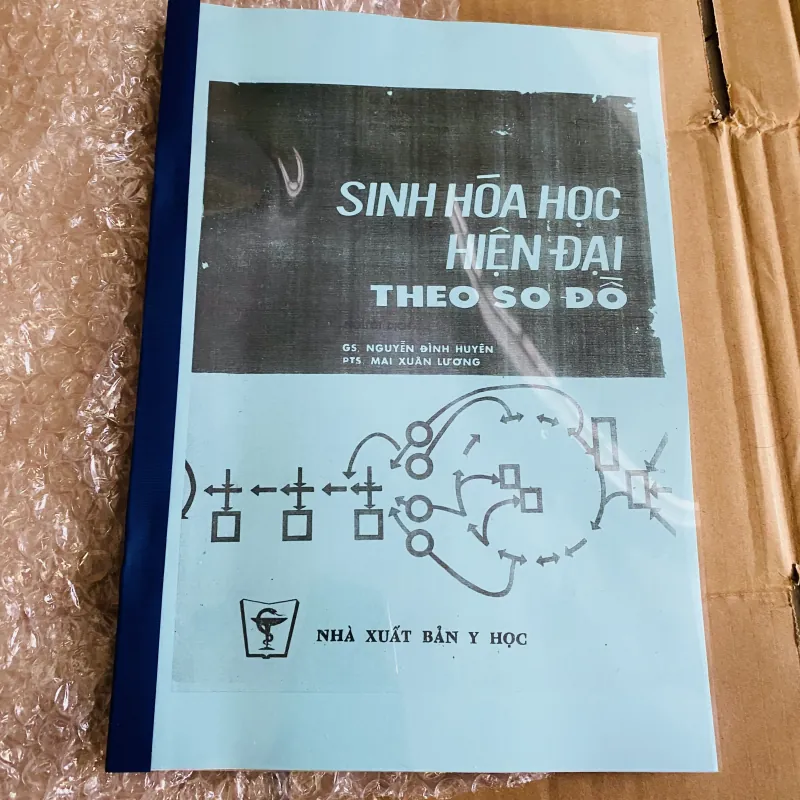 SINH HÓA HỌC
HIỆN ĐẠI
THEO SƠ ĐỒ
GS. NGUYỄN ĐÌNH HUYÊN
PTS. MAI XUÂN LƯƠNG
NHÀ XUẤT BẢN Y HỌC